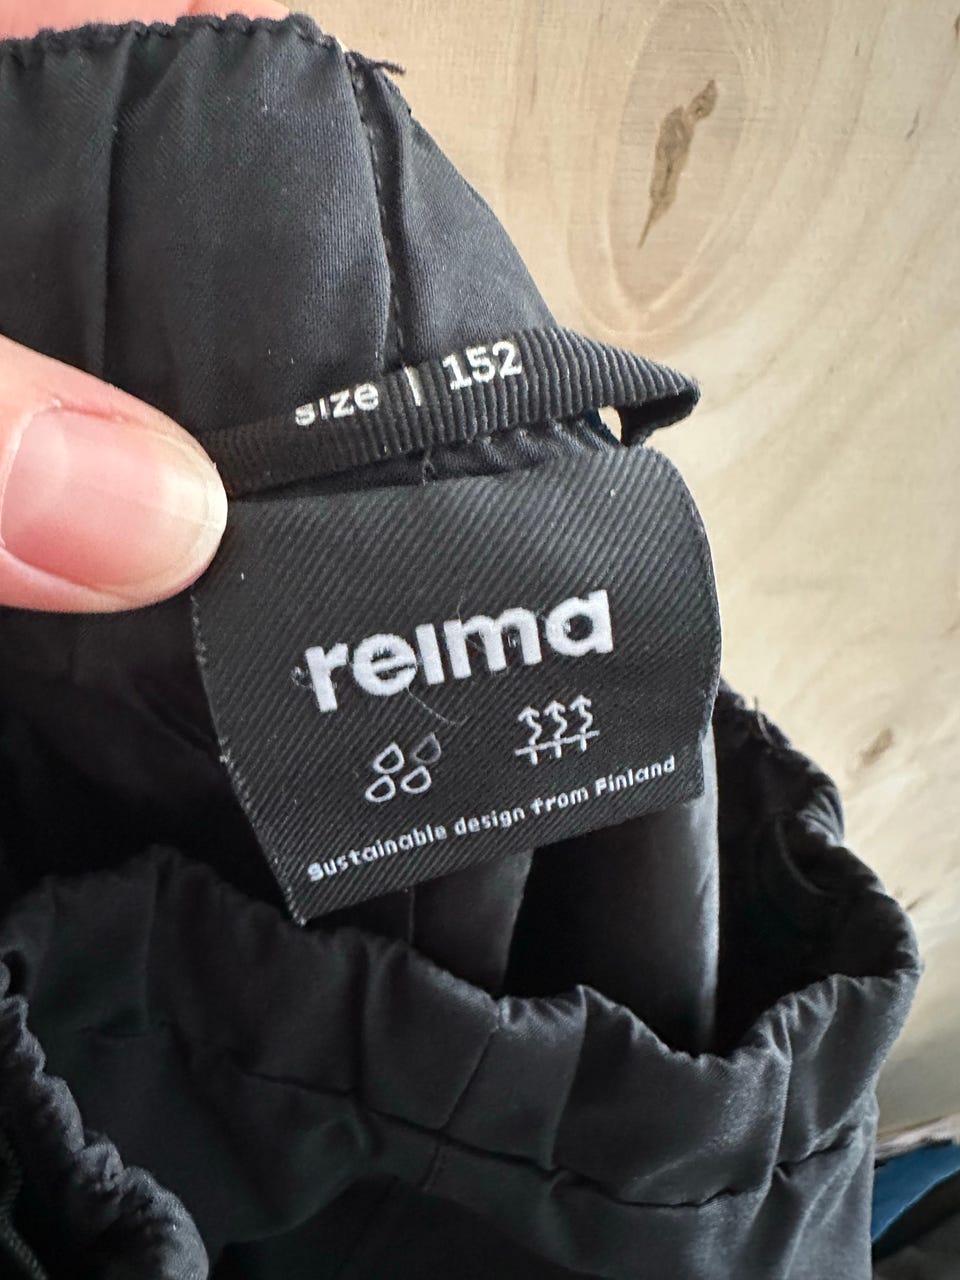 size | 152
reima
Sustainable design from Finland